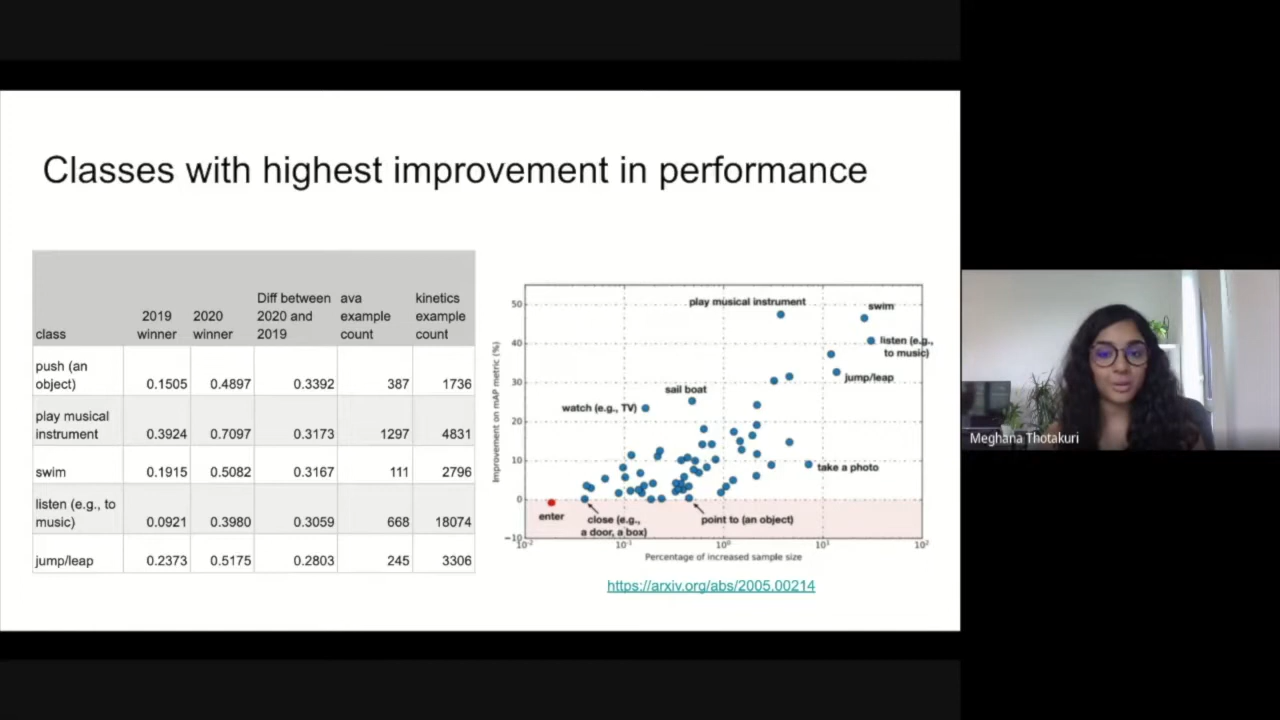 Classes with highest improvement in performance
class
2019 winner
2020 winner
Diff between 2020 and 2019
ava example count
kinetics example count
push (an object) 0.1505 0.4897 0.3392 387 1736
play musical instrument 0.3924 0.7097 0.3173 1297 4831
swim 0.1915 0.5082 0.3167 111 2796
listen (e.g., to music) 0.0921 0.3980 0.3059 668 18074
jump/leap 0.2373 0.5175 0.2803 245 3306
Improvement on mAP metric (%)
50
40
30
20
10
0
−10
play musical instrument
swim
listen (e.g., to music)
jump/leap
sail boat
watch (e.g., TV)
take a photo
enter
close (e.g., a door, a box)
point to (an object)
10-2 10-1 100 101 102
Percentage of increased sample size
https://arxiv.org/abs/2005.00214
Meghana Thotakuri